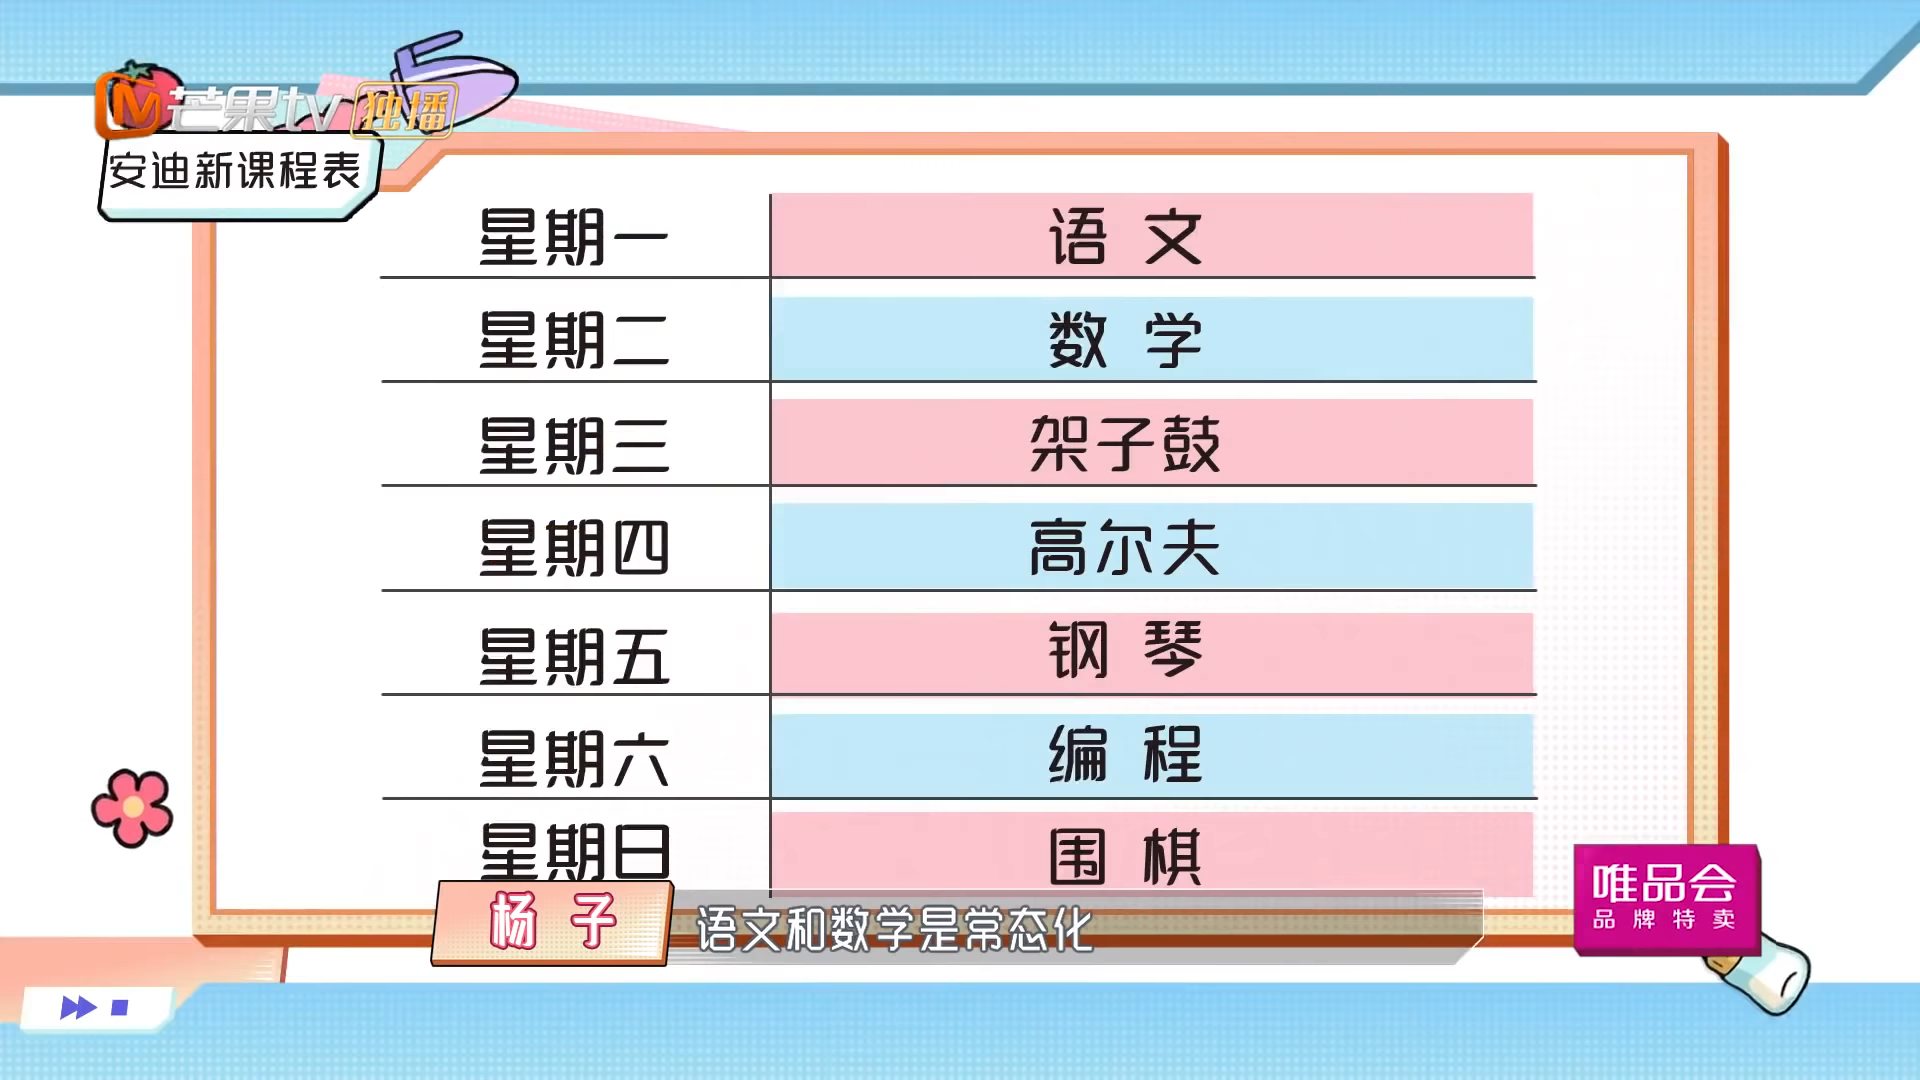 芒果tv 独播
安迪新课程表
星期一 语 文
星期二 数 学
星期三 架子鼓
星期四 高尔夫
星期五 钢 琴
星期六 编 程
星期日 围 棋
杨 子 语文和数学是常态化
唯品会
品牌特卖